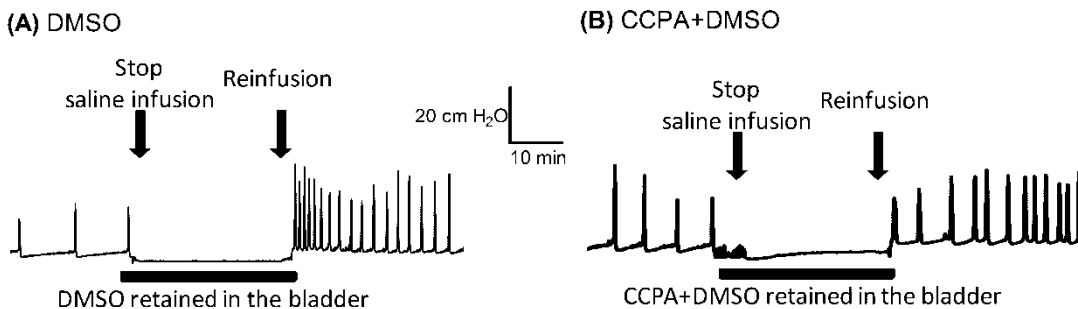 (A) DMSO
Stop
saline infusion
Reinfusion
DMSO retained in the bladder
20 cm H₂O
10 min
(B) CCPA+DMSO
Stop
saline infusion
Reinfusion
CCPA+DMSO retained in the bladder